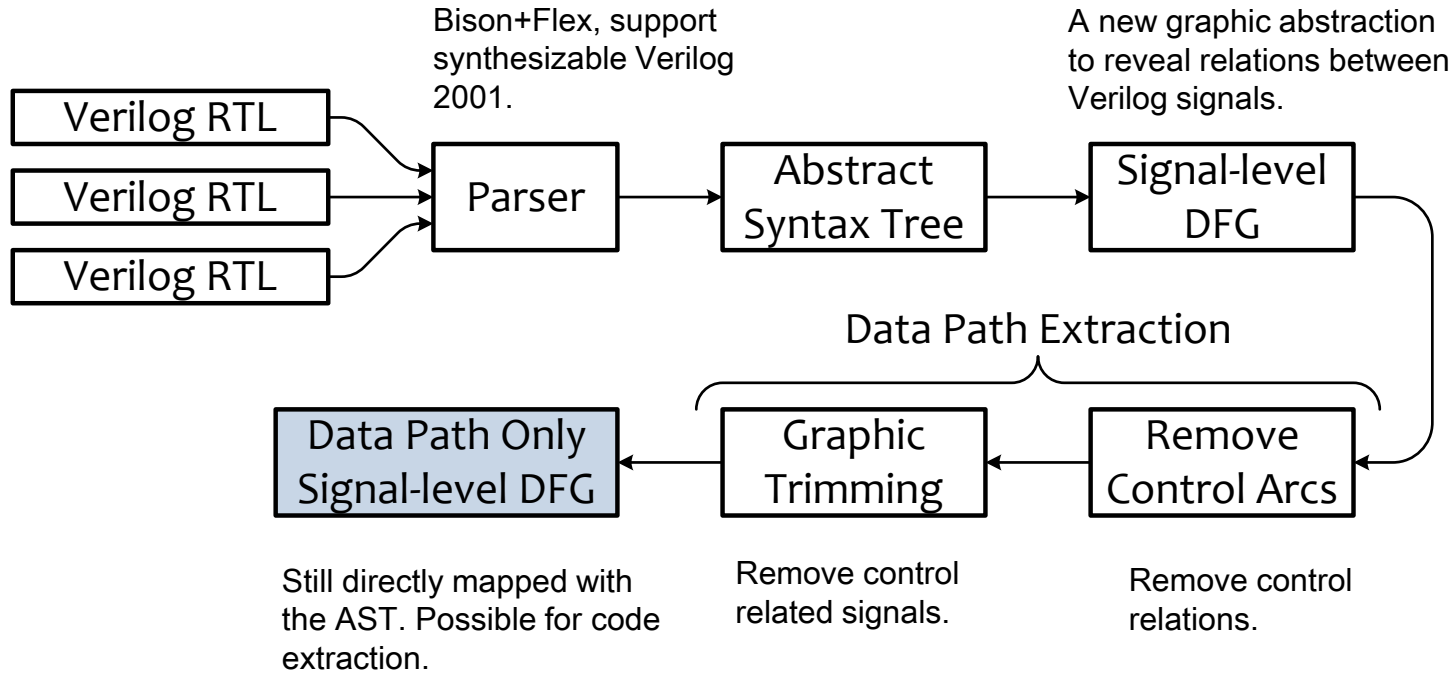 Bison+Flex, support
synthesizable Verilog
2001.
A new graphic abstraction
to reveal relations between
Verilog signals.
Verilog RTL
Verilog RTL
Verilog RTL
Parser
Abstract
Syntax Tree
Signal-level
DFG
Data Path Extraction
Data Path Only
Signal-level DFG
Graphic
Trimming
Remove
Control Arcs
Still directly mapped with
the AST. Possible for code
extraction.
Remove control
related signals.
Remove control
relations.